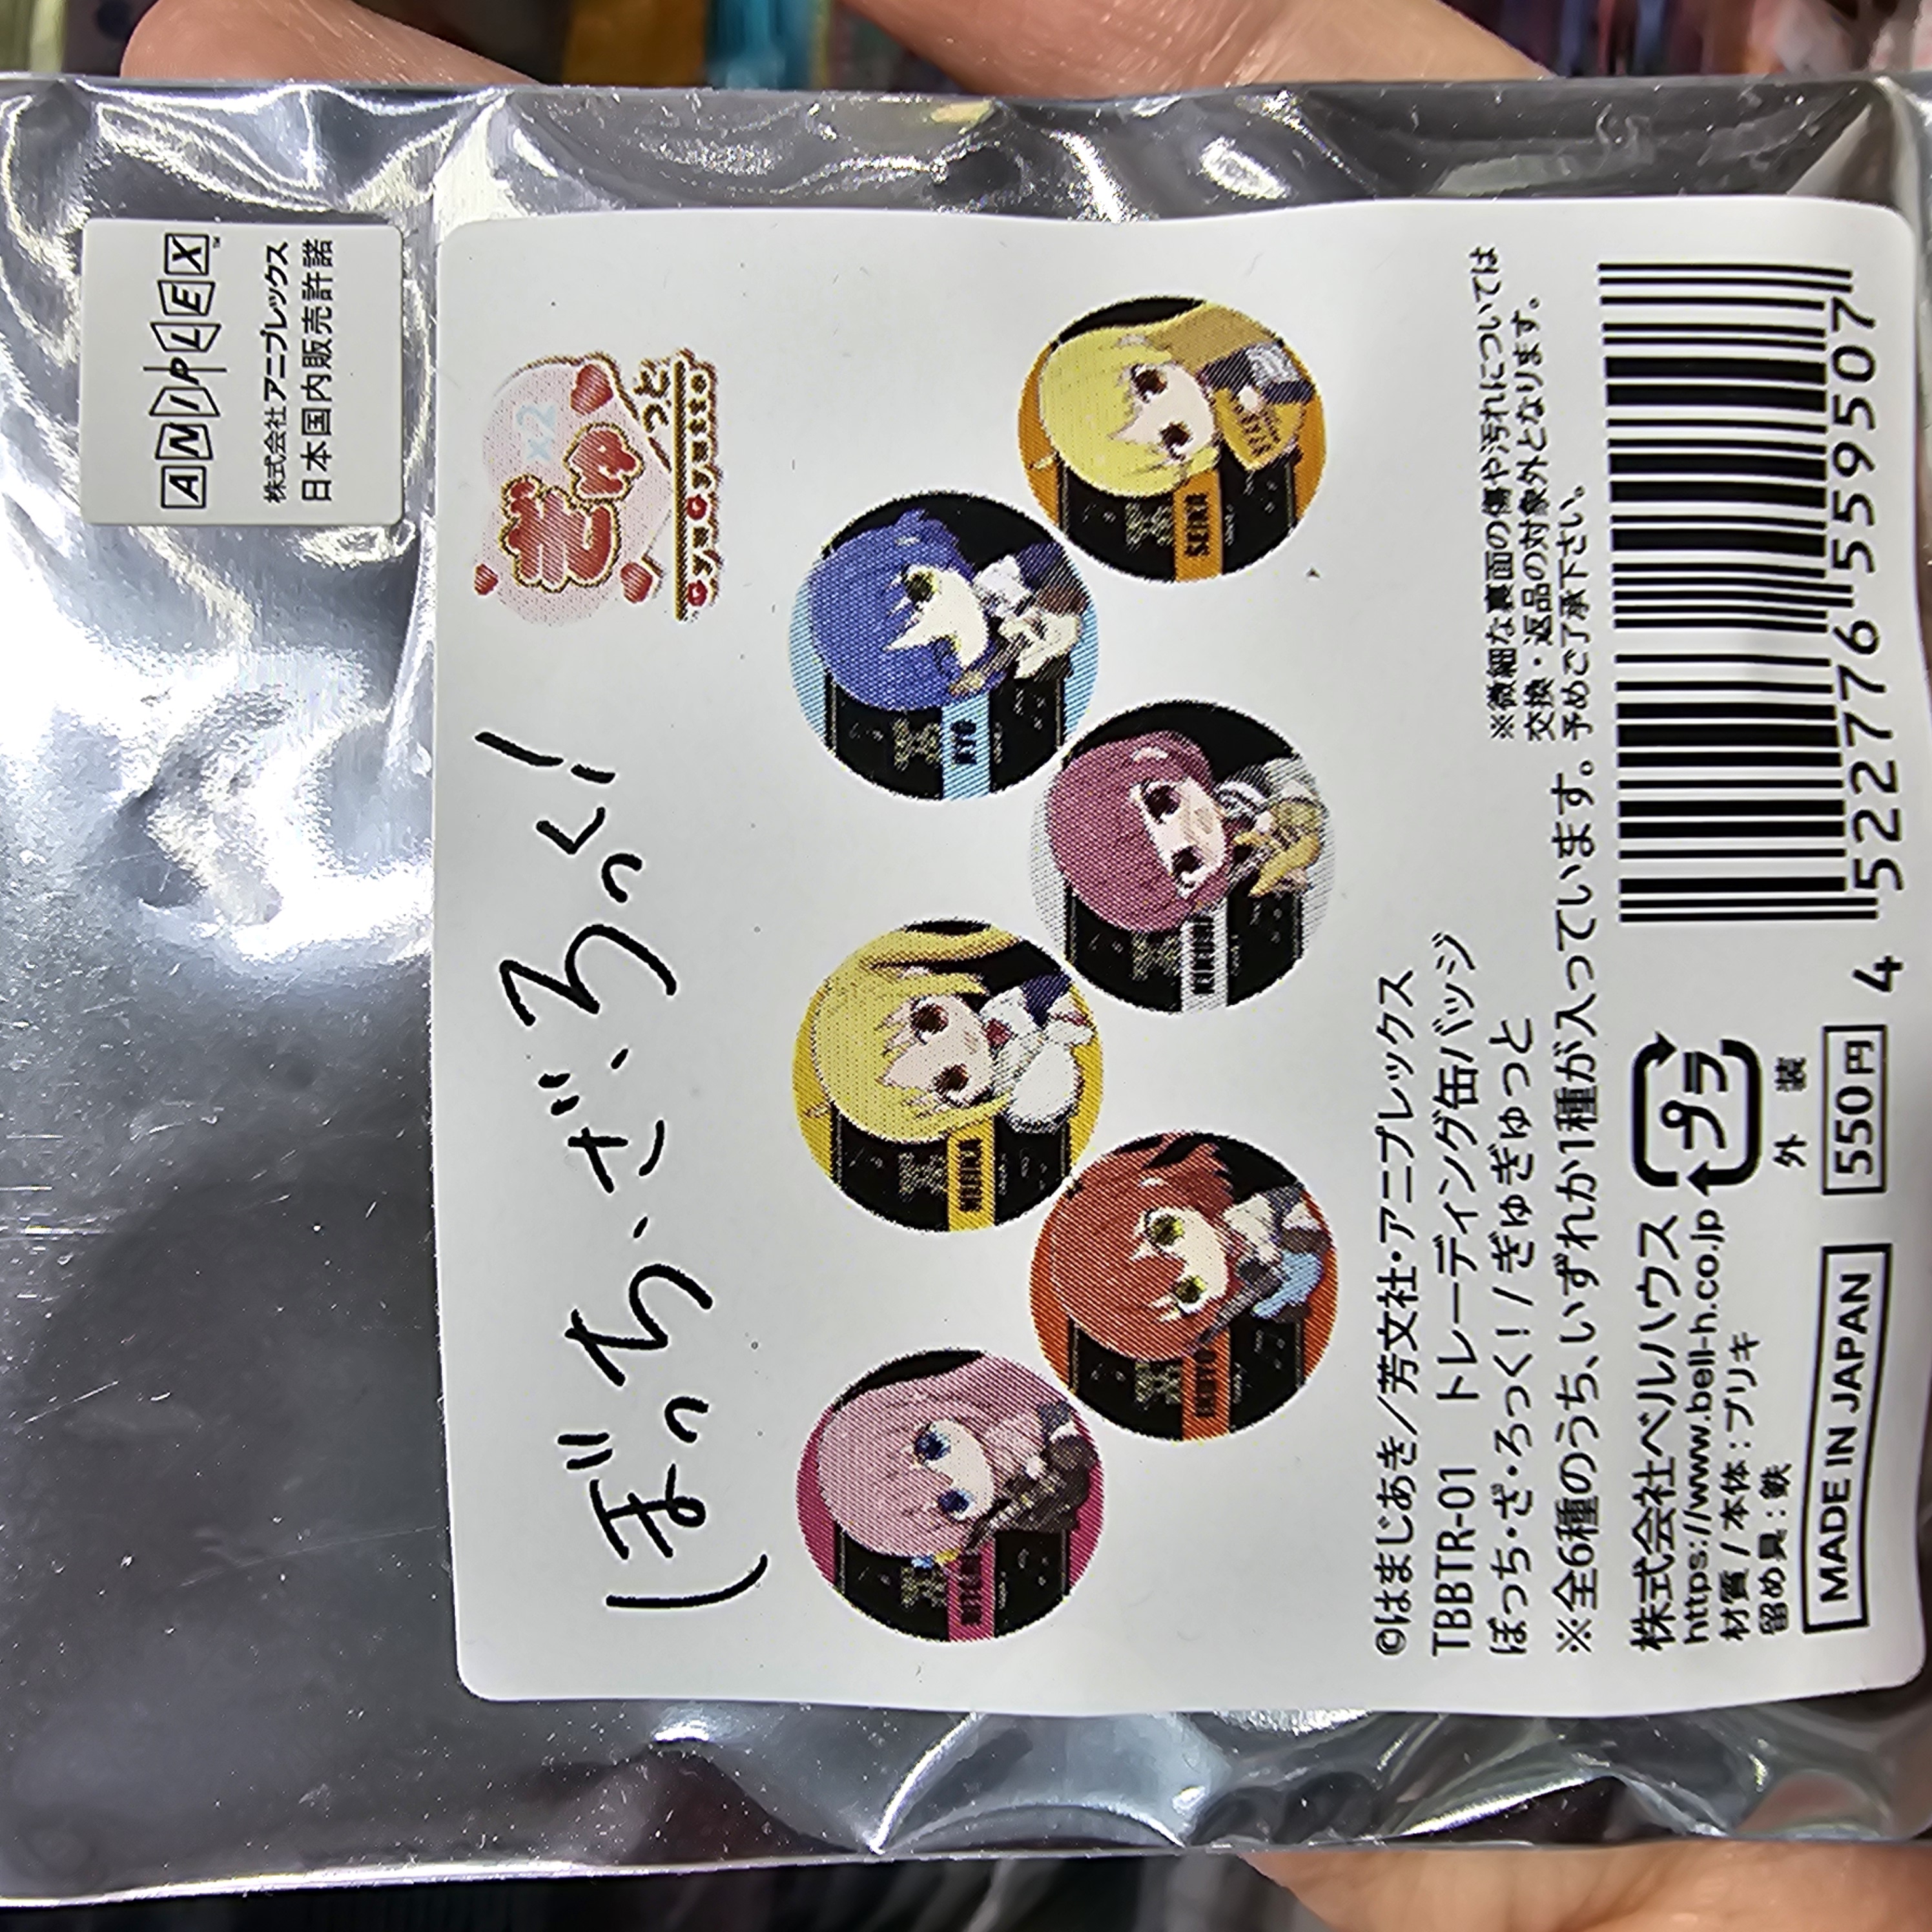 ANIPLEX™
株式会社アニプレックス
日本国内販売許諾
ぼっち・ざ・ろっく！
ぎゅ x2
っと
GyuGyutto
RYO
SEIKA
NIJIKA
©はまじあき／芳文社・アニプレックス
TBBTR-01 トレーディング缶バッジ
ぼっち・ざ・ろっく！/ぎゅぎゅっと
※全6種のうち、いずれか1種が入っています。
※微細な裏面の傷や汚れについては
交換・返品の対象外となります。
予めご了承下さい。
株式会社ベルハウス
https://www.bell-h.co.jp
材質/本体:ブリキ
留め具:鉄
プラ
外装
MADE IN JAPAN
550円
4 522776 559507